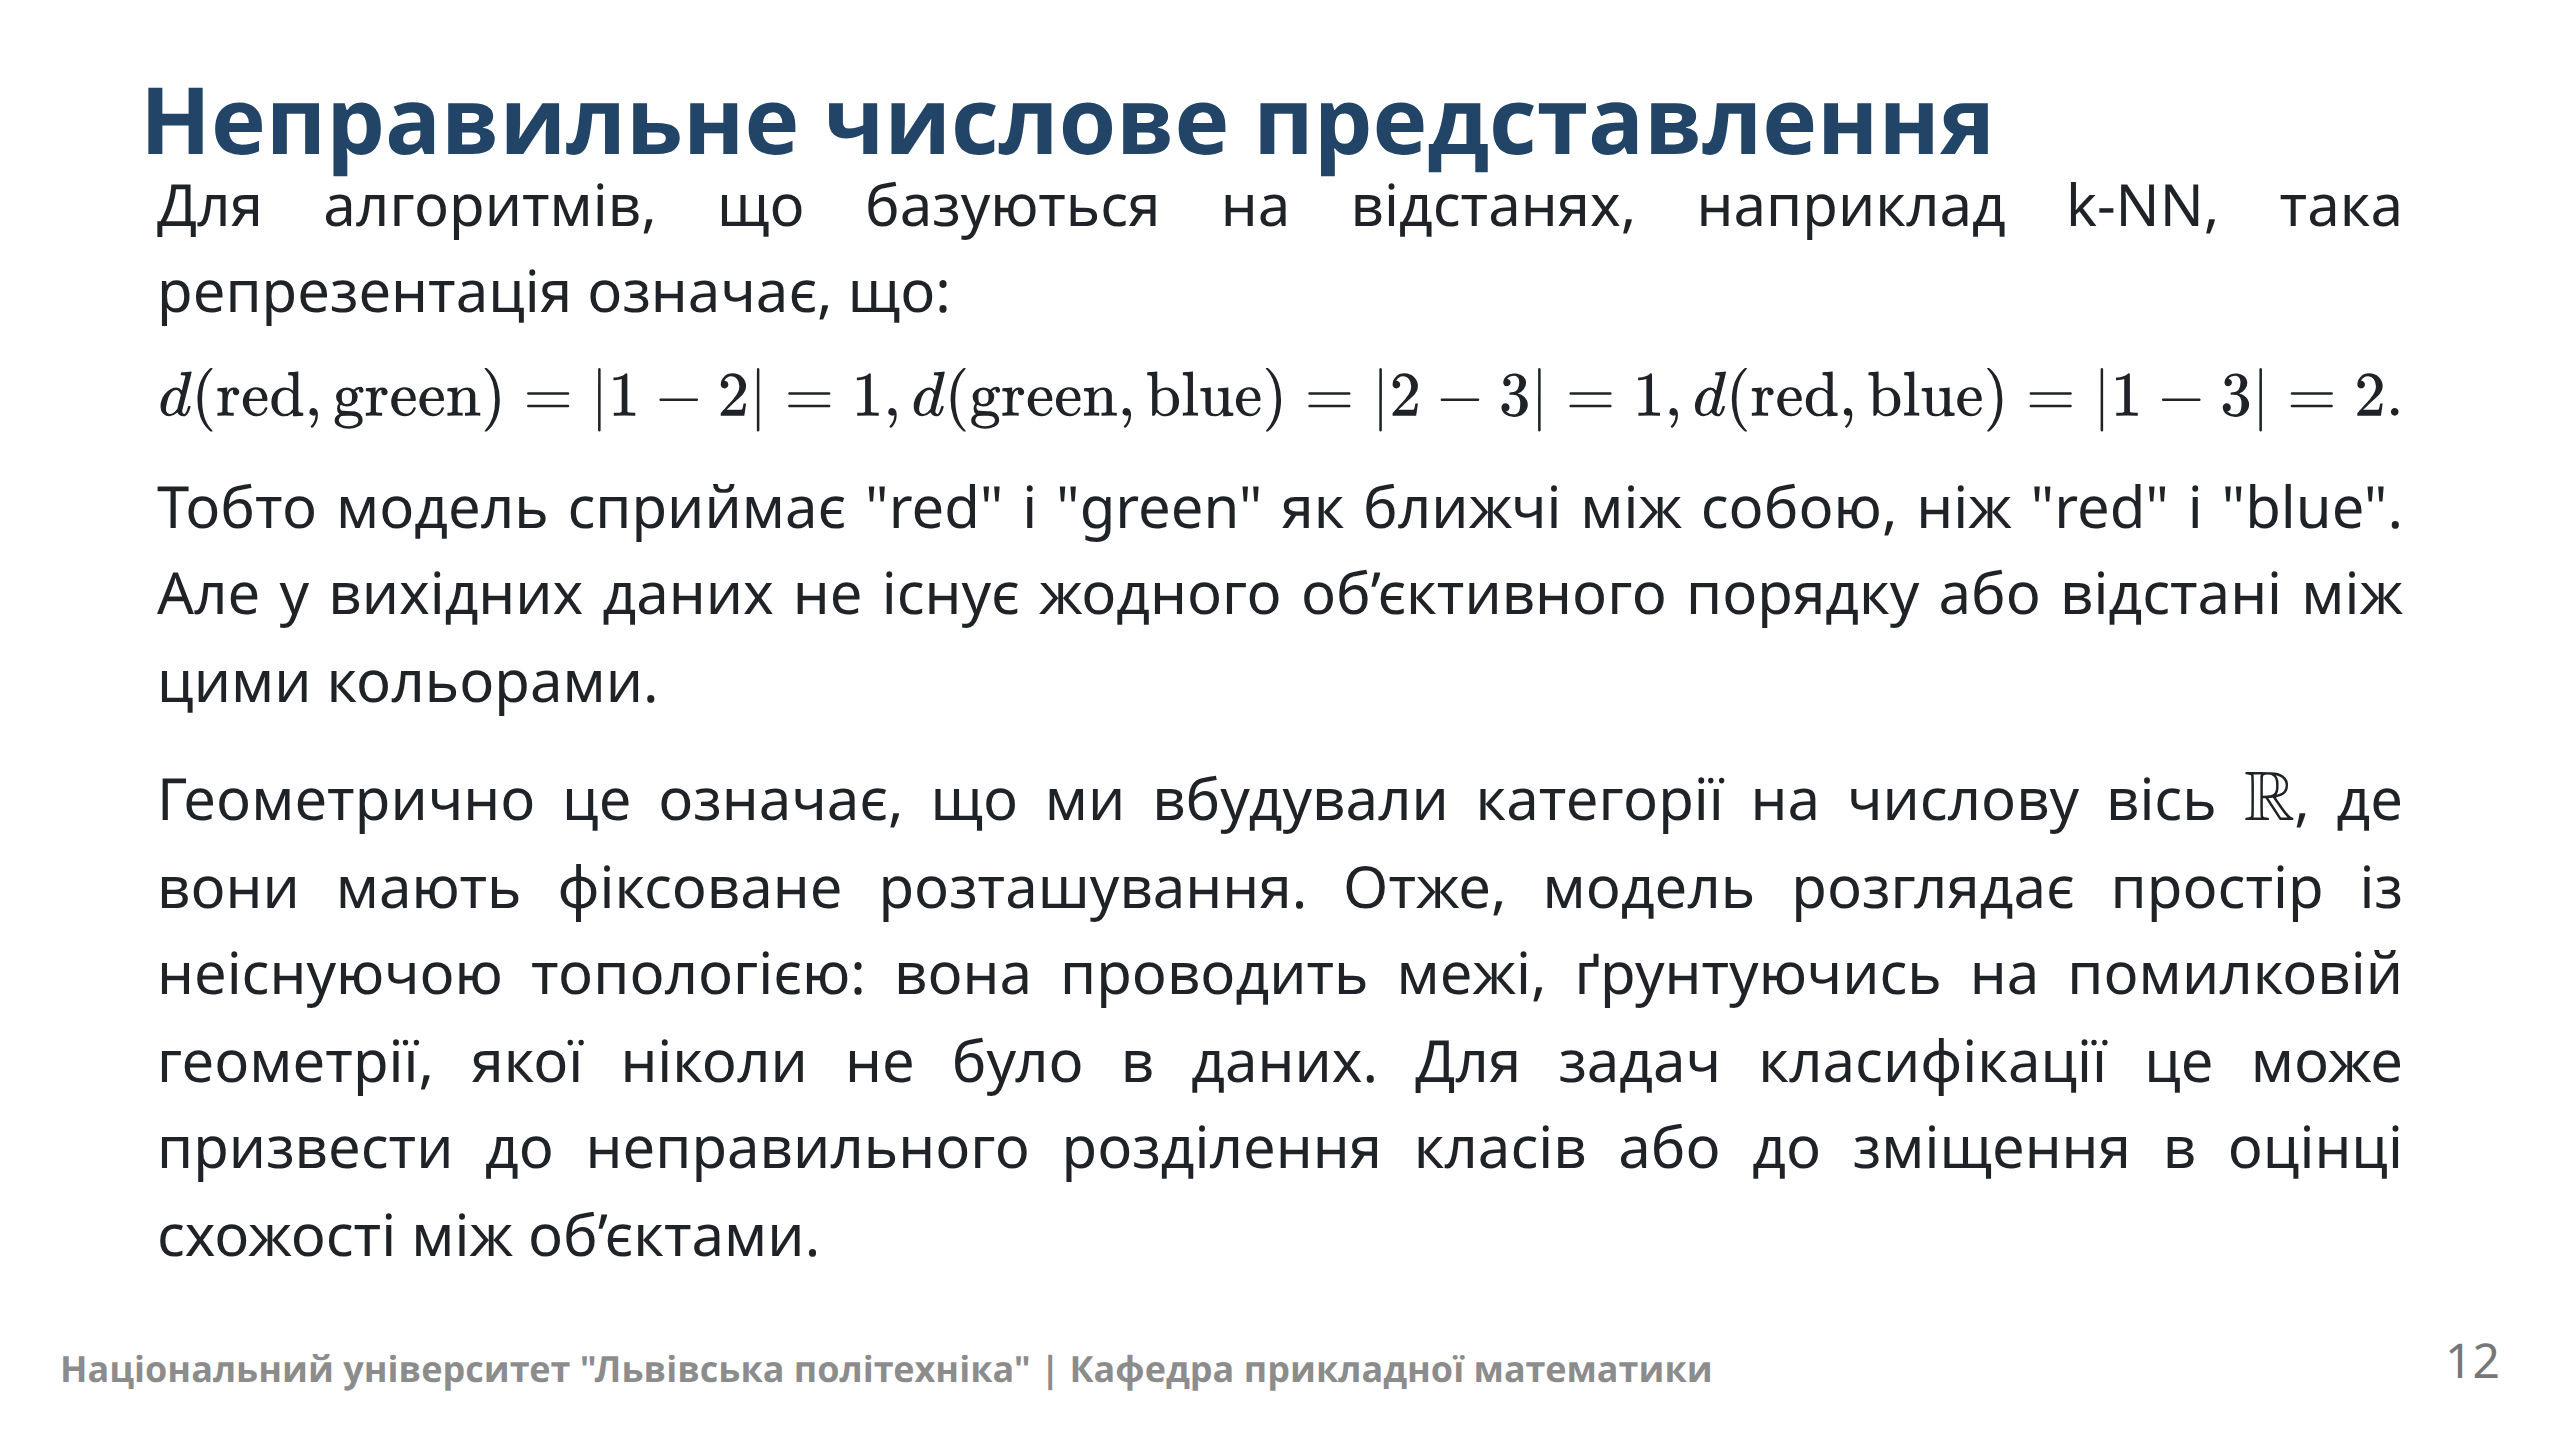 Неправильне числове представлення
Для алгоритмів, що базуються на відстанях, наприклад k-NN, така
репрезентація означає, що:
d(red, green) = |1 − 2| = 1, d(green, blue) = |2 − 3| = 1, d(red, blue) = |1 − 3| = 2.
Тобто модель сприймає "red" і "green" як ближчі між собою, ніж "red" і "blue".
Але у вихідних даних не існує жодного об’єктивного порядку або відстані між
цими кольорами.
Геометрично це означає, що ми вбудували категорії на числову вісь ℝ, де
вони мають фіксоване розташування. Отже, модель розглядає простір із
неіснуючою топологією: вона проводить межі, ґрунтуючись на помилковій
геометрії, якої ніколи не було в даних. Для задач класифікації це може
призвести до неправильного розділення класів або до зміщення в оцінці
схожості між об’єктами.
Національний університет "Львівська політехніка" | Кафедра прикладної математики
12